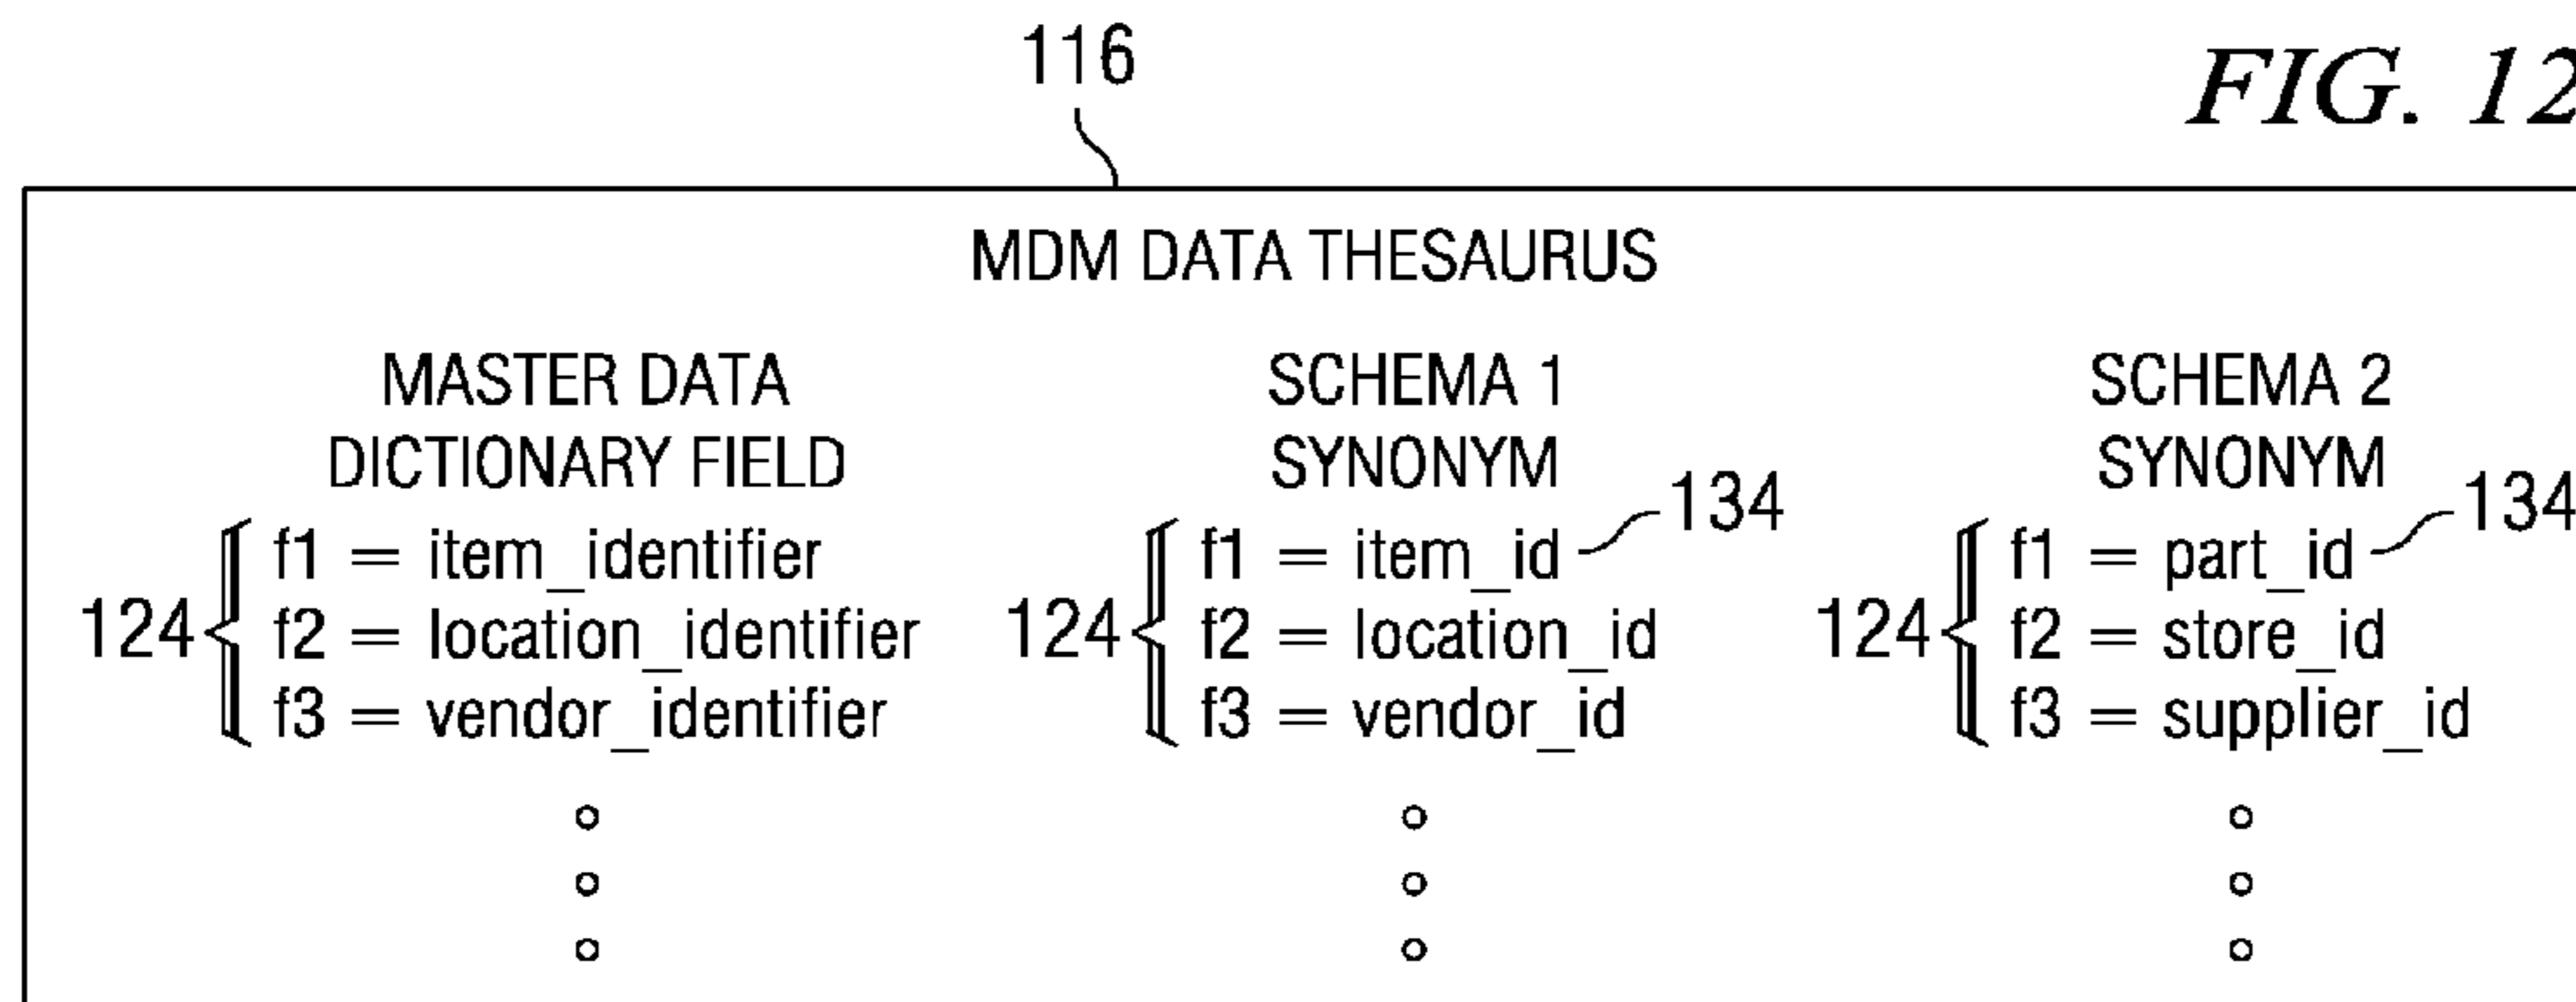 116
FIG. 12
MDM DATA THESAURUS
MASTER DATA DICTIONARY FIELD
124
f1 = item_identifier
f2 = location_identifier
f3 = vendor_identifier
SCHEMA 1
SYNONYM
134
124
f1 = item_id
f2 = location_id
f3 = vendor_id
SCHEMA 2
SYNONYM
134
124
f1 = part_id
f2 = store_id
f3 = supplier_id